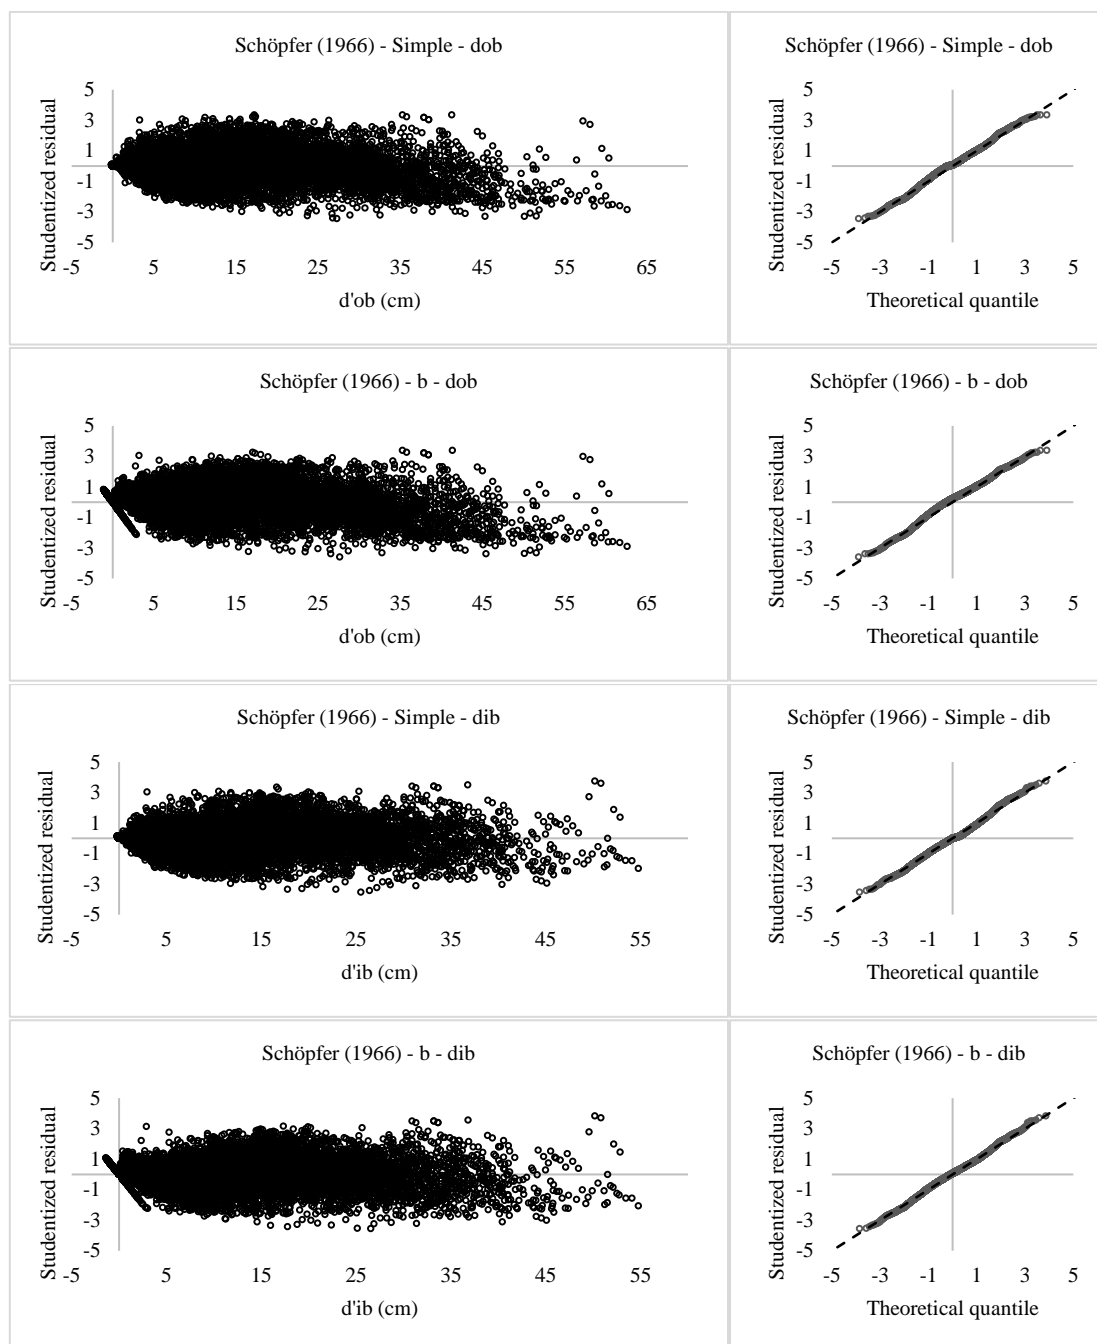 Schöpfer (1966) - Simple - dob
Studentized residual
5
3
1
-1
-3
-5
-5 5 15 25 35 45 55 65
d'ob (cm)
Schöpfer (1966) - Simple - dob
Studentized residual
5
3
1
-1
-3
-5
-5 -3 -1 1 3 5
Theoretical quantile
Schöpfer (1966) - b - dob
Studentized residual
5
3
1
-1
-3
-5
-5 5 15 25 35 45 55 65
d'ob (cm)
Schöpfer (1966) - b - dob
Studentized residual
5
3
1
-1
-3
-5
-5 -3 -1 1 3 5
Theoretical quantile
Schöpfer (1966) - Simple - dib
Studentized residual
5
3
1
-1
-3
-5
-5 5 15 25 35 45 55
d'ib (cm)
Schöpfer (1966) - Simple - dib
Studentized residual
5
3
1
-1
-3
-5
-5 -3 -1 1 3 5
Theoretical quantile
Schöpfer (1966) - b - dib
Studentized residual
5
3
1
-1
-3
-5
-5 5 15 25 35 45 55
d'ib (cm)
Schöpfer (1966) - b - dib
Studentized residual
5
3
1
-1
-3
-5
-5 -3 -1 1 3 5
Theoretical quantile